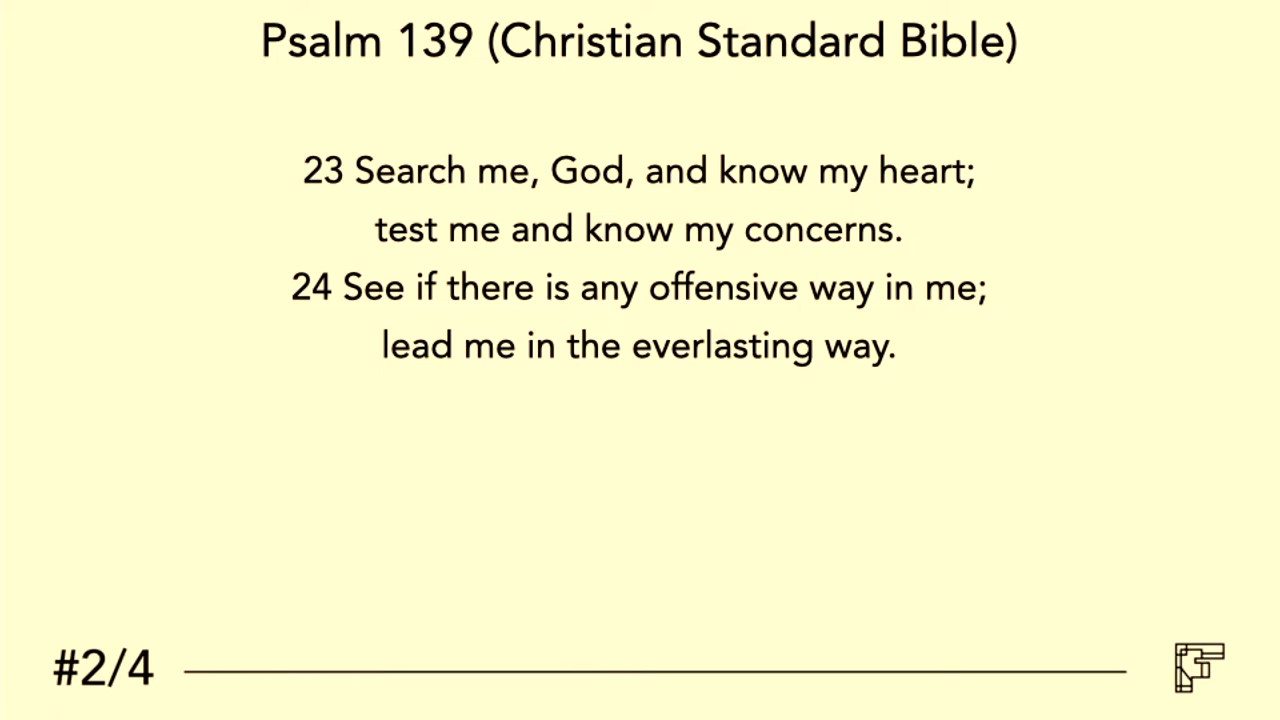 Psalm 139 (Christian Standard Bible)
23 Search me, God, and know my heart;
test me and know my concerns.
24 See if there is any offensive way in me;
lead me in the everlasting way.
#2/4